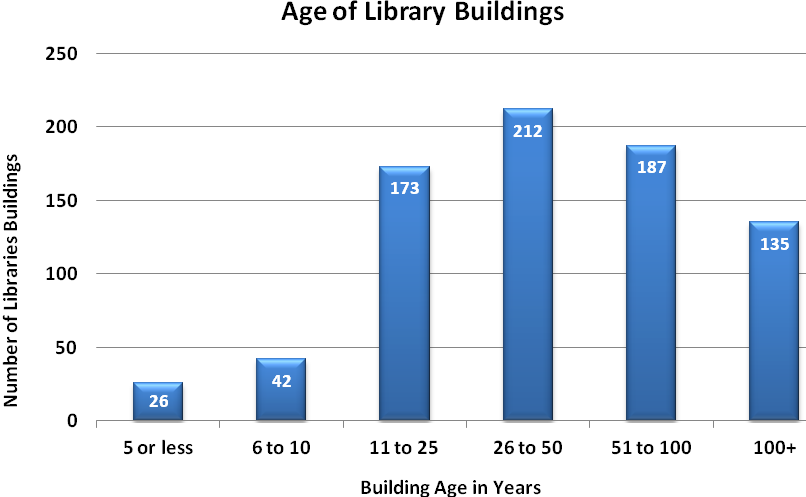 Age of Library Buildings
Number of Libraries Buildings
250
200
150
100
50
0
26
42
173
212
187
135
5 or less
6 to 10
11 to 25
26 to 50
51 to 100
100+
Building Age in Years